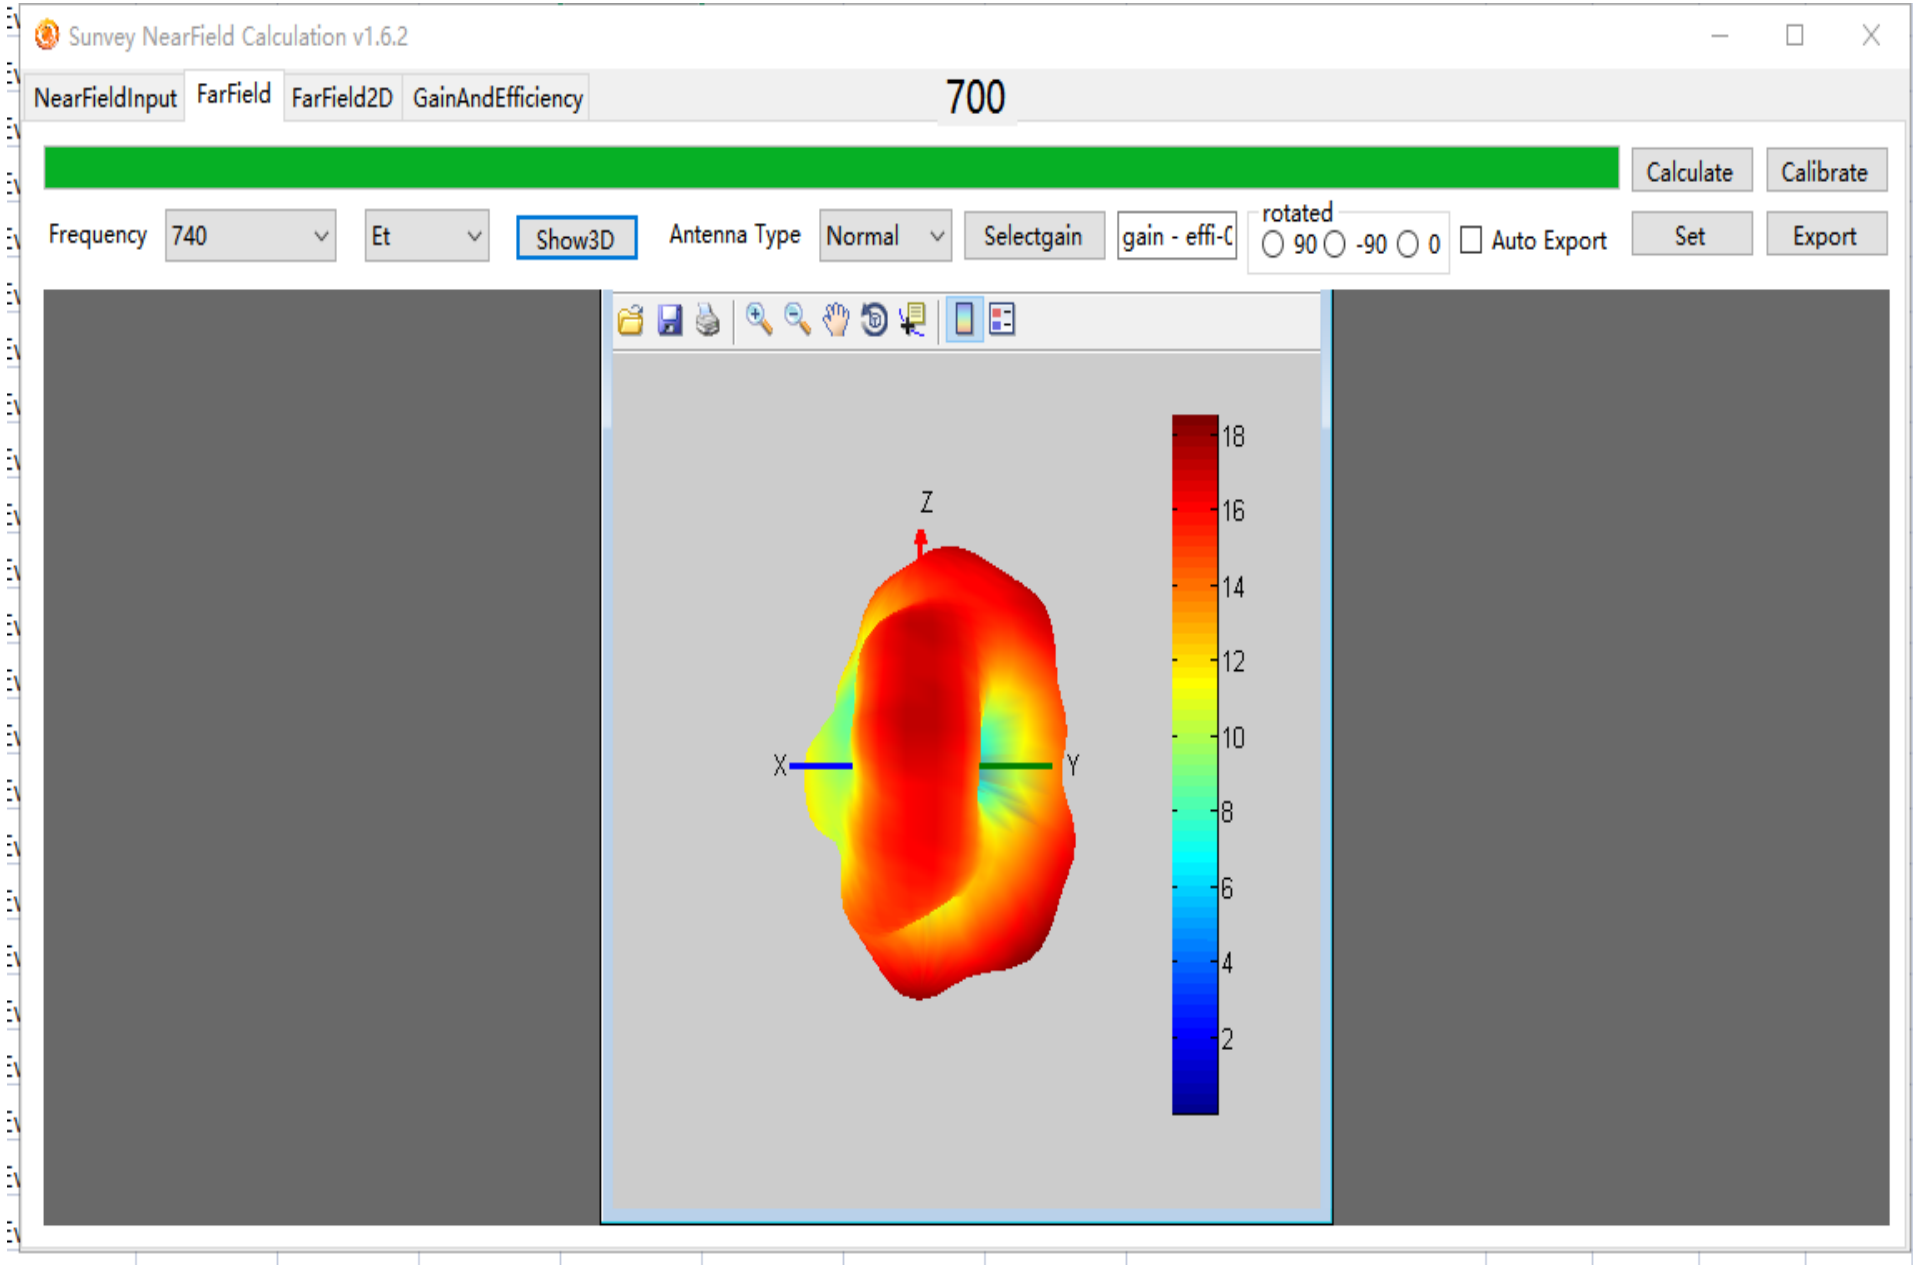 Sunvey NearField Calculation v1.6.2
NearFieldInput FarField FarField2D GainAndEfficiency 700
Calculate Calibrate
Frequency 740 Et Show3D Antenna Type Normal Selectgain gain - effi-C rotated 90 -90 0 Auto Export Set Export
18
Z
16
14
12
10
X Y
8
6
4
2